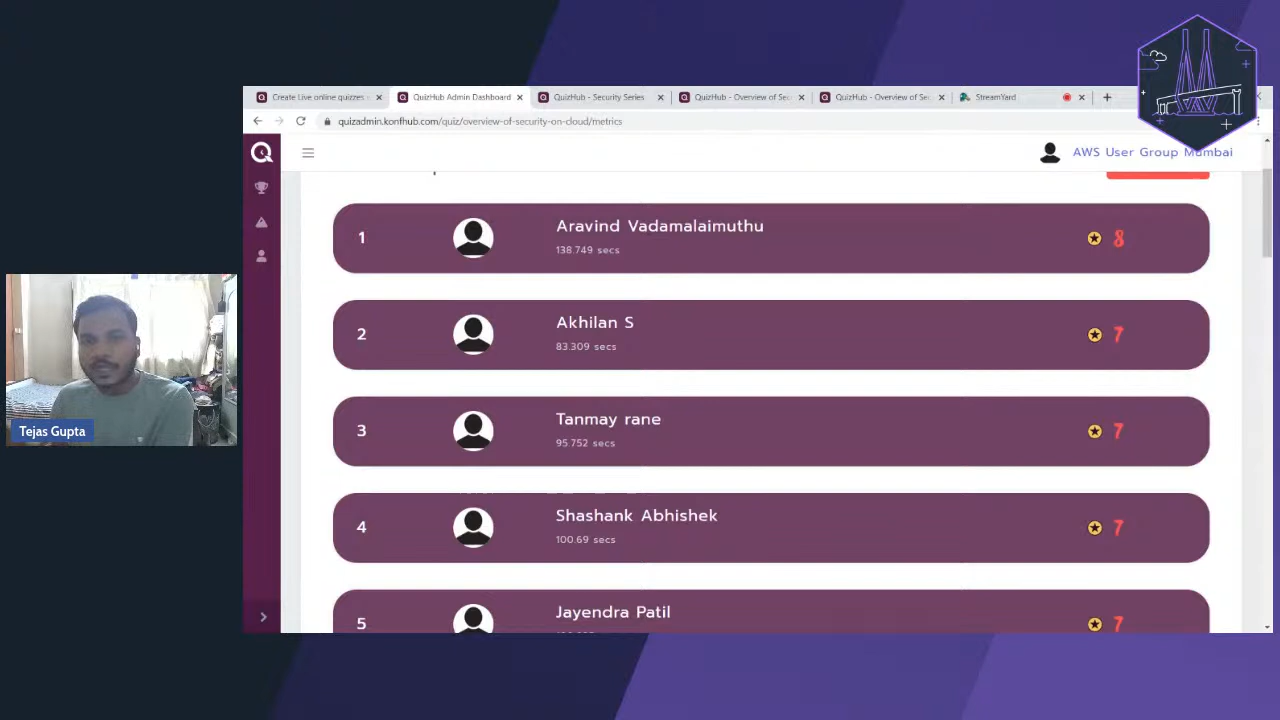 Create Live online quizzes
QuizHub Admin Dashboard
QuizHub - Security Series
QuizHub - Overview of Sec
QuizHub - Overview of Sec
StreamYard
quizadmin.konfhub.com/quiz/overview-of-security-on-cloud/metrics
AWS User Group Mumbai
1 Aravind Vadamalaimuthu 8
138.749 secs
2 Akhilan S 7
83.309 secs
3 Tanmay rane 7
95.752 secs
4 Shashank Abhishek 7
100.69 secs
5 Jayendra Patil 7
Tejas Gupta